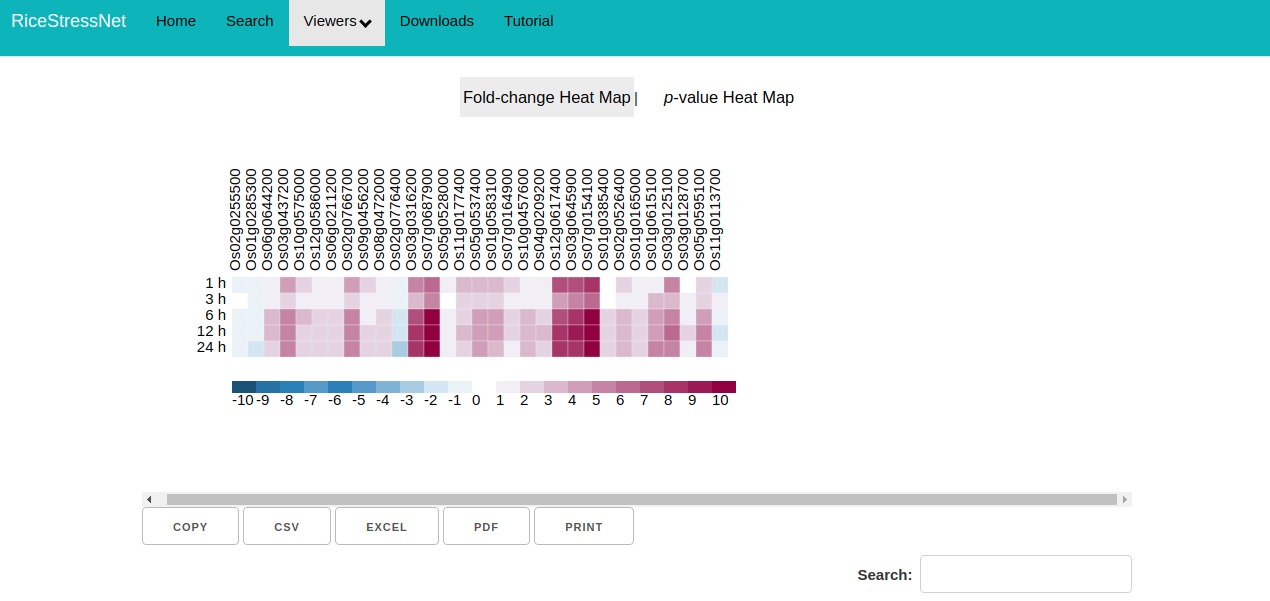 RiceStressNet Home Search Viewers Downloads Tutorial
Fold-change Heat Map | p-value Heat Map
Os02g0255500
Os01g0285300
Os06g0644200
Os03g0437200
Os10g0575000
Os12g0586000
Os06g0211200
Os02g0766700
Os09g0456200
Os08g0472000
Os02g0776400
Os03g0316200
Os07g0687900
Os05g0528000
Os11g0177400
Os05g0537400
Os01g0583100
Os07g0164900
Os10g0457600
Os04g0209200
Os12g0617400
Os03g0645900
Os07g0154100
Os01g0385400
Os02g0526400
Os01g0165000
Os01g0615100
Os03g0125100
Os03g0128700
Os05g0595100
Os11g0113700
1 h
3 h
6 h
12 h
24 h
-10 -9 -8 -7 -6 -5 -4 -3 -2 -1 0 1 2 3 4 5 6 7 8 9 10
COPY CSV EXCEL PDF PRINT
Search: